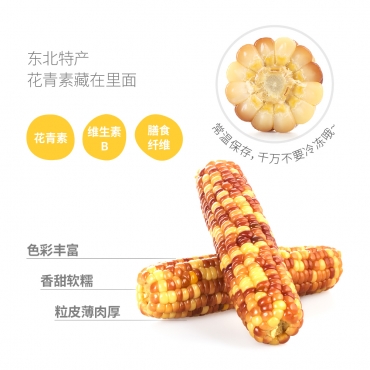 东北特产
花青素藏在里面
花青素
维生素
B
膳食
纤维
常温保存,千万不要冷冻哦~
色彩丰富
香甜软糯
粒皮薄肉厚